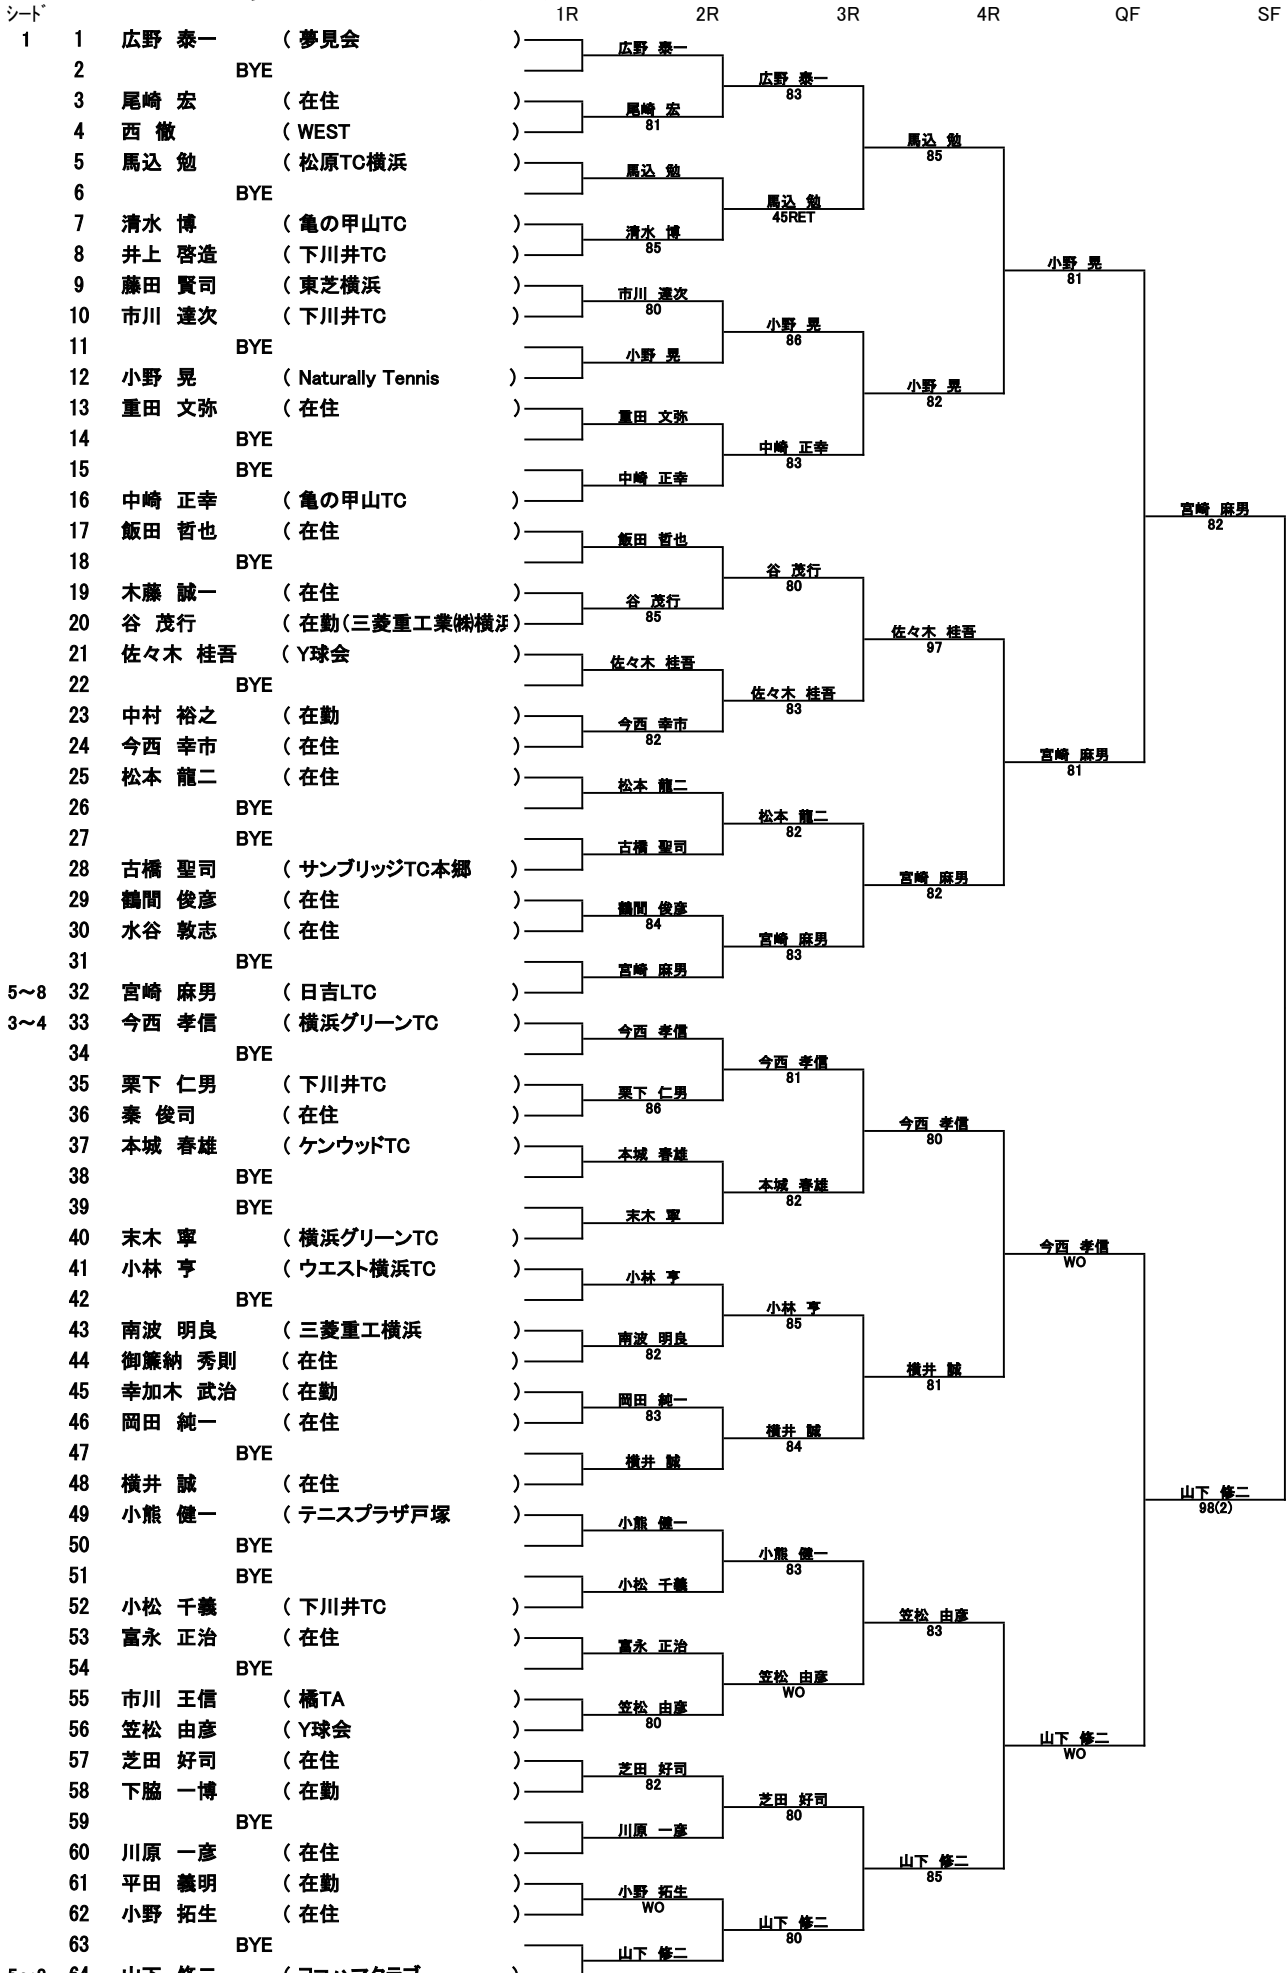 シード 1R 2R 3R 4R QF SF
1 1 広野 泰一 ( 夢見会 )
広野 泰一
2 BYE
広野 泰一
83
3 尾崎 宏 ( 在住 )
尾崎 宏
81
4 西 徹 ( WEST )
馬込 勉
85
5 馬込 勉 ( 松原TC横浜 )
馬込 勉
6 BYE
馬込 勉
45RET
7 清水 博 ( 亀の甲山TC )
清水 博
85
8 井上 啓造 ( 下川井TC )
小野 晃
81
9 藤田 賢司 ( 東芝横浜 )
市川 達次
80
10 市川 達次 ( 下川井TC )
小野 晃
86
11 BYE
小野 晃
12 小野 晃 ( Naturally Tennis )
小野 晃
82
13 重田 文弥 ( 在住 )
重田 文弥
14 BYE
中崎 正幸
83
15 BYE
中崎 正幸
16 中崎 正幸 ( 亀の甲山TC )
宮崎 麻男
82
17 飯田 哲也 ( 在住 )
飯田 哲也
18 BYE
谷 茂行
80
19 木藤 誠一 ( 在住 )
谷 茂行
85
20 谷 茂行 ( 在勤(三菱重工業㈱横浜 )
佐々木 桂吾
97
21 佐々木 桂吾 ( Y球会 )
佐々木 桂吾
22 BYE
佐々木 桂吾
83
23 中村 裕之 ( 在勤 )
今西 幸市
82
24 今西 幸市 ( 在住 )
宮崎 麻男
81
25 松本 龍二 ( 在住 )
松本 龍二
26 BYE
松本 龍二
82
27 BYE
古橋 聖司
28 古橋 聖司 ( サンブリッジTC本郷 )
宮崎 麻男
82
29 鶴間 俊彦 ( 在住 )
鶴間 俊彦
84
30 水谷 敦志 ( 在住 )
宮崎 麻男
83
31 BYE
宮崎 麻男
5〜8 32 宮崎 麻男 ( 日吉LTC )
3〜4 33 今西 孝信 ( 横浜グリーンTC )
今西 孝信
34 BYE
今西 孝信
81
35 栗下 仁男 ( 下川井TC )
栗下 仁男
86
36 秦 俊司 ( 在住 )
今西 孝信
80
37 本城 春雄 ( ケンウッドTC )
本城 春雄
38 BYE
本城 春雄
82
39 BYE
末木 寧
40 末木 寧 ( 横浜グリーンTC )
今西 孝信
WO
41 小林 亨 ( ウエスト横浜TC )
小林 亨
42 BYE
小林 亨
85
43 南波 明良 ( 三菱重工横浜 )
南波 明良
82
44 御簾納 秀則 ( 在住 )
横井 誠
81
45 幸加木 武治 ( 在勤 )
岡田 純一
83
46 岡田 純一 ( 在住 )
横井 誠
84
47 BYE
横井 誠
48 横井 誠 ( 在住 )
山下 修二
98(2)
49 小熊 健一 ( テニスプラザ戸塚 )
小熊 健一
50 BYE
小熊 健一
83
51 BYE
小松 千義
52 小松 千義 ( 下川井TC )
笠松 由彦
83
53 富永 正治 ( 在住 )
富永 正治
54 BYE
笠松 由彦
WO
55 市川 王信 ( 橘TA )
笠松 由彦
80
56 笠松 由彦 ( Y球会 )
山下 修二
WO
57 芝田 好司 ( 在住 )
芝田 好司
82
58 下脇 一博 ( 在勤 )
芝田 好司
80
59 BYE
川原 一彦
60 川原 一彦 ( 在住 )
山下 修二
85
61 平田 義明 ( 在勤 )
小野 拓生
WO
62 小野 拓生 ( 在住 )
山下 修二
80
63 BYE
山下 修二
64 山下 修二